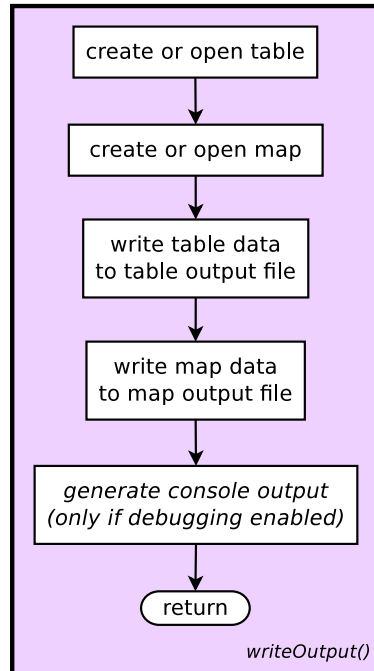 create or open table
create or open map
write table data
to table output file
write map data
to map output file
generate console output
(only if debugging enabled)
return
writeOutput()